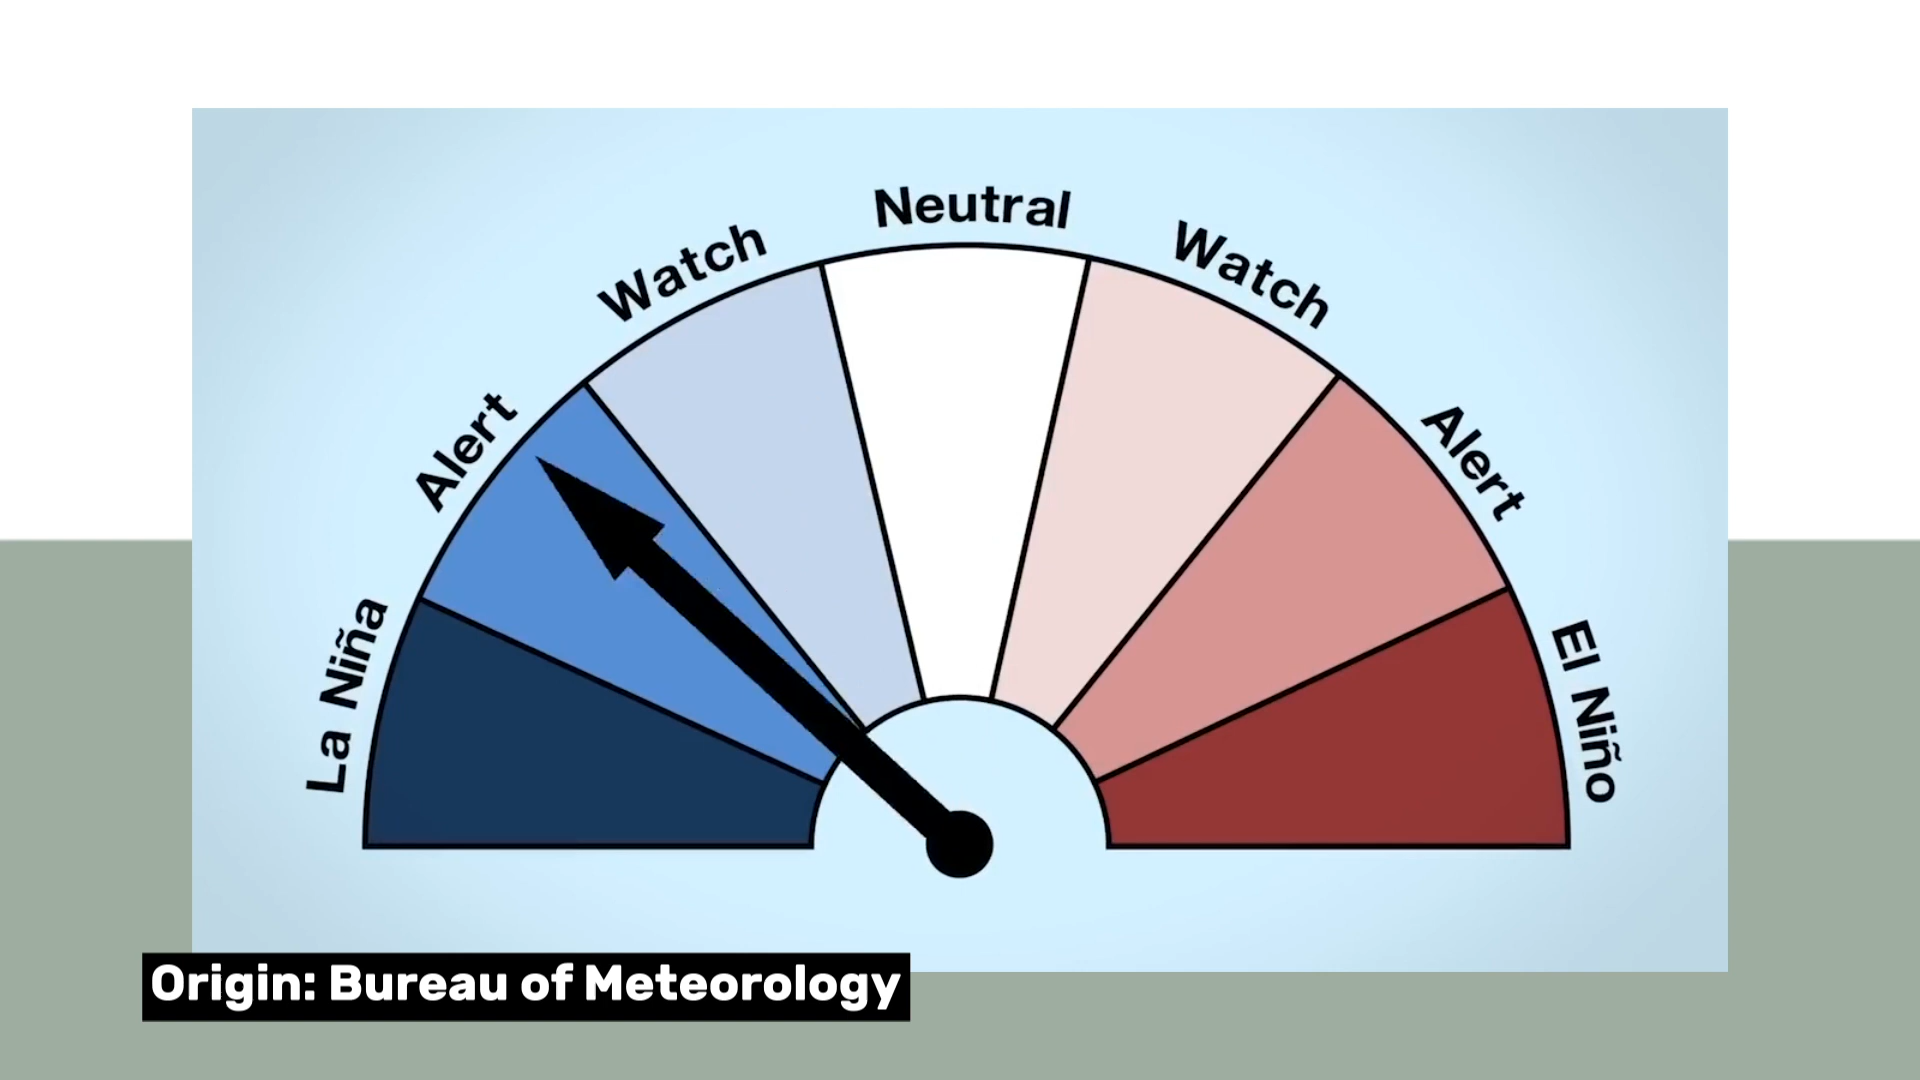 Neutral
Watch
Watch
Alert
Alert
La Niña
El Niño
Origin: Bureau of Meteorology